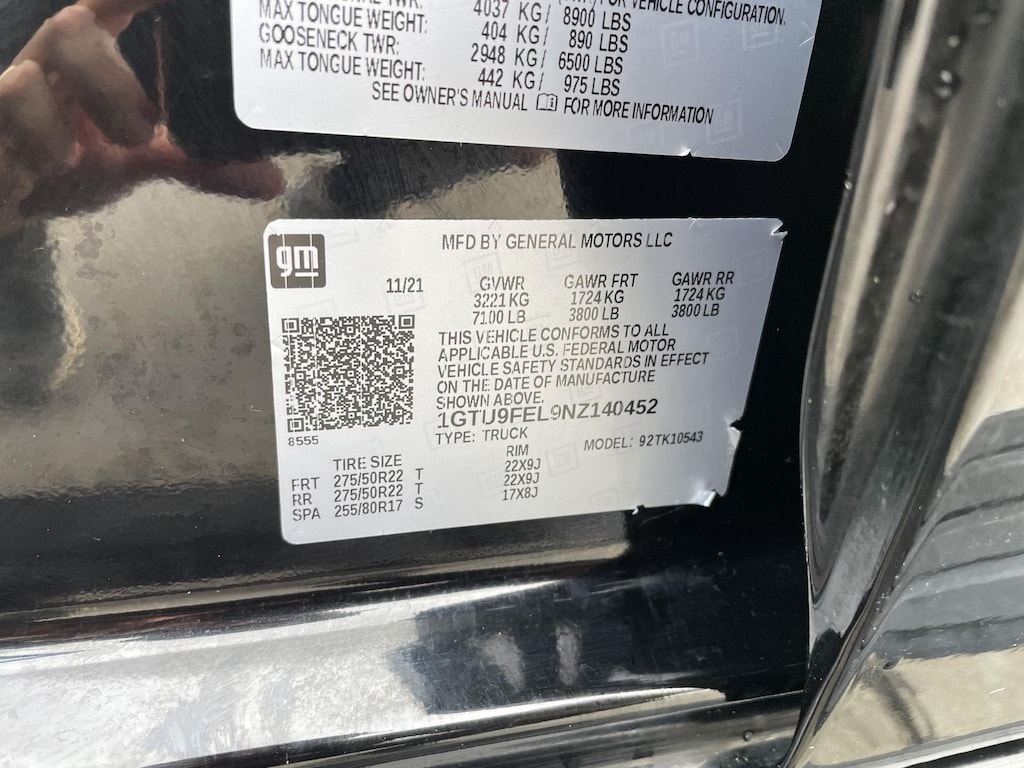 TWR: 4037 KG/ 8900 LBS FOR VEHICLE CONFIGURATION.
MAX TONGUE WEIGHT: 404 KG/ 890 LBS
GOOSENECK TWR: 2948 KG/ 6500 LBS
MAX TONGUE WEIGHT: 442 KG/ 975 LBS
SEE OWNER'S MANUAL FOR MORE INFORMATION
gm
MFD BY GENERAL MOTORS LLC
11/21 GVWR GAWR FRT GAWR RR
3221 KG 1724 KG 1724 KG
7100 LB 3800 LB 3800 LB
THIS VEHICLE CONFORMS TO ALL
APPLICABLE U.S. FEDERAL MOTOR
VEHICLE SAFETY STANDARDS IN EFFECT
ON THE DATE OF MANUFACTURE
SHOWN ABOVE.
1GTU9FEL9NZ140452
8555
TYPE: TRUCK MODEL: 92TK10543
TIRE SIZE RIM
FRT 275/50R22 T 22X9J
RR 275/50R22 T 22X9J
SPA 255/80R17 S 17X8J